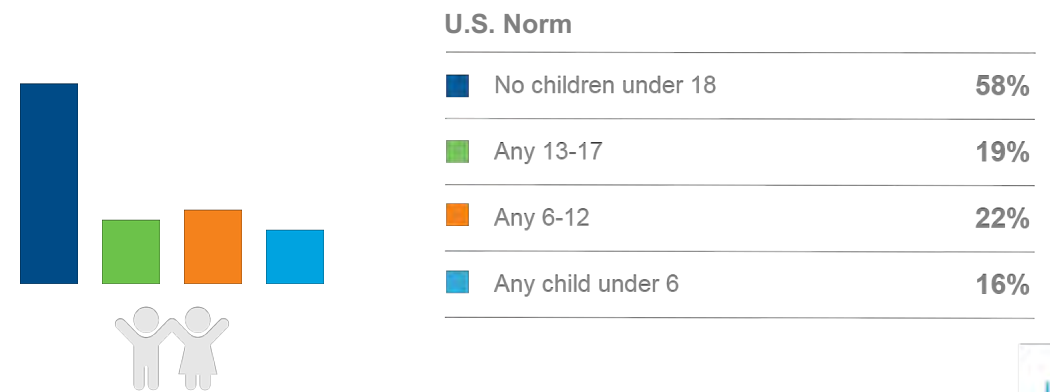 U.S. Norm
No children under 18 58%
Any 13-17 19%
Any 6-12 22%
Any child under 6 16%